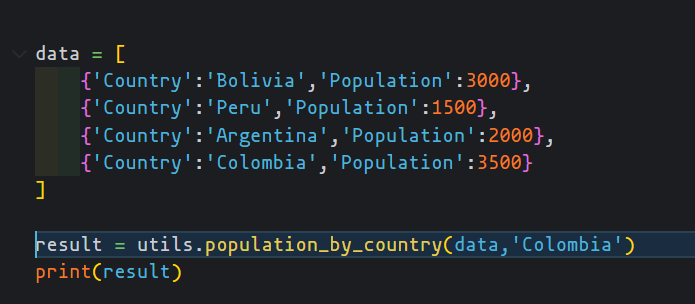 data = [
    {'Country':'Bolivia','Population':3000},
    {'Country':'Peru','Population':1500},
    {'Country':'Argentina','Population':2000},
    {'Country':'Colombia','Population':3500}
]
result = utils.population_by_country(data,'Colombia')
print(result)